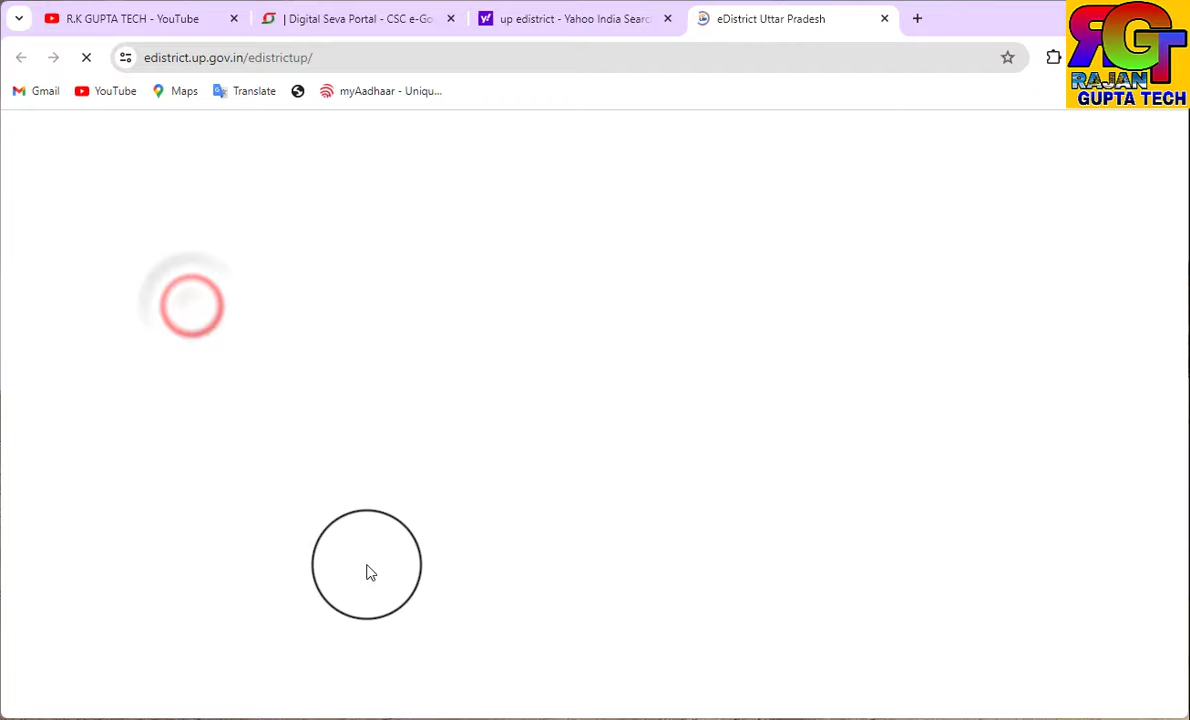 R.K GUPTA TECH - YouTube
| Digital Seva Portal - CSC e-Go
up edistrict - Yahoo India Searc
eDistrict Uttar Pradesh
edistrict.up.gov.in/edistrictup/
Gmail
YouTube
Maps
Translate
myAadhaar - Uniqu...
RGT
RAJAN
GUPTA TECH